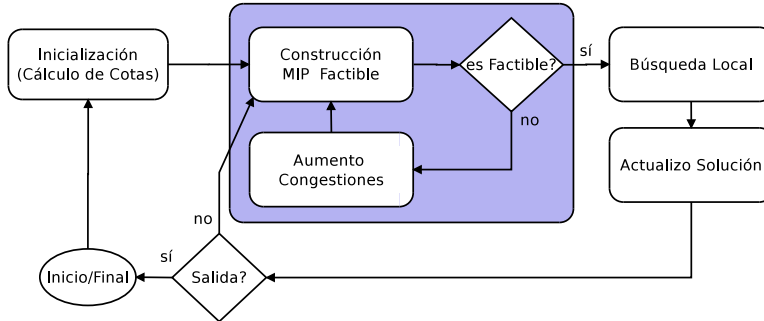 Inicialización
(Cálculo de Cotas)
Construcción
MIP Factible
es Factible?
sí
Búsqueda Local
no
Aumento
Congestiones
Actualizo Solución
no
sí
Salida?
Inicio/Final